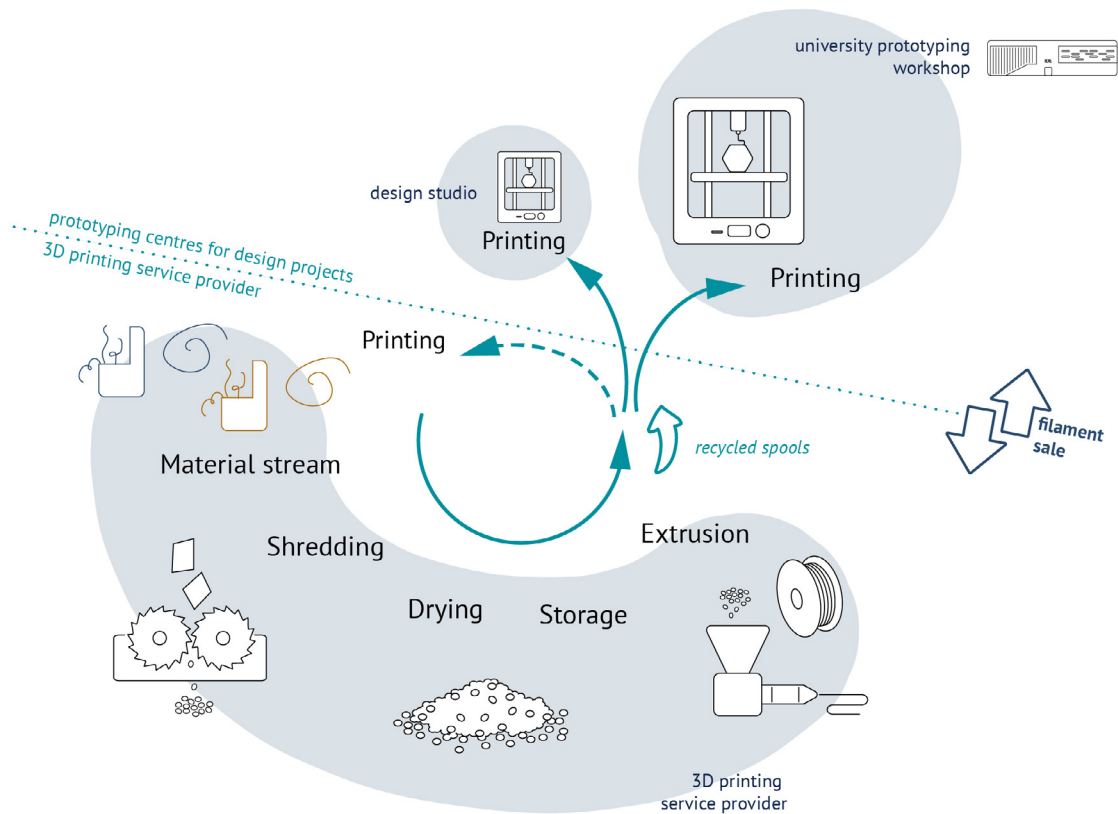 university prototyping
workshop
design studio
Printing
Printing
prototyping centres for design projects
3D printing service provider
Printing
filament
sale
recycled spools
Material stream
Shredding
Extrusion
Drying
Storage
3D printing
service provider